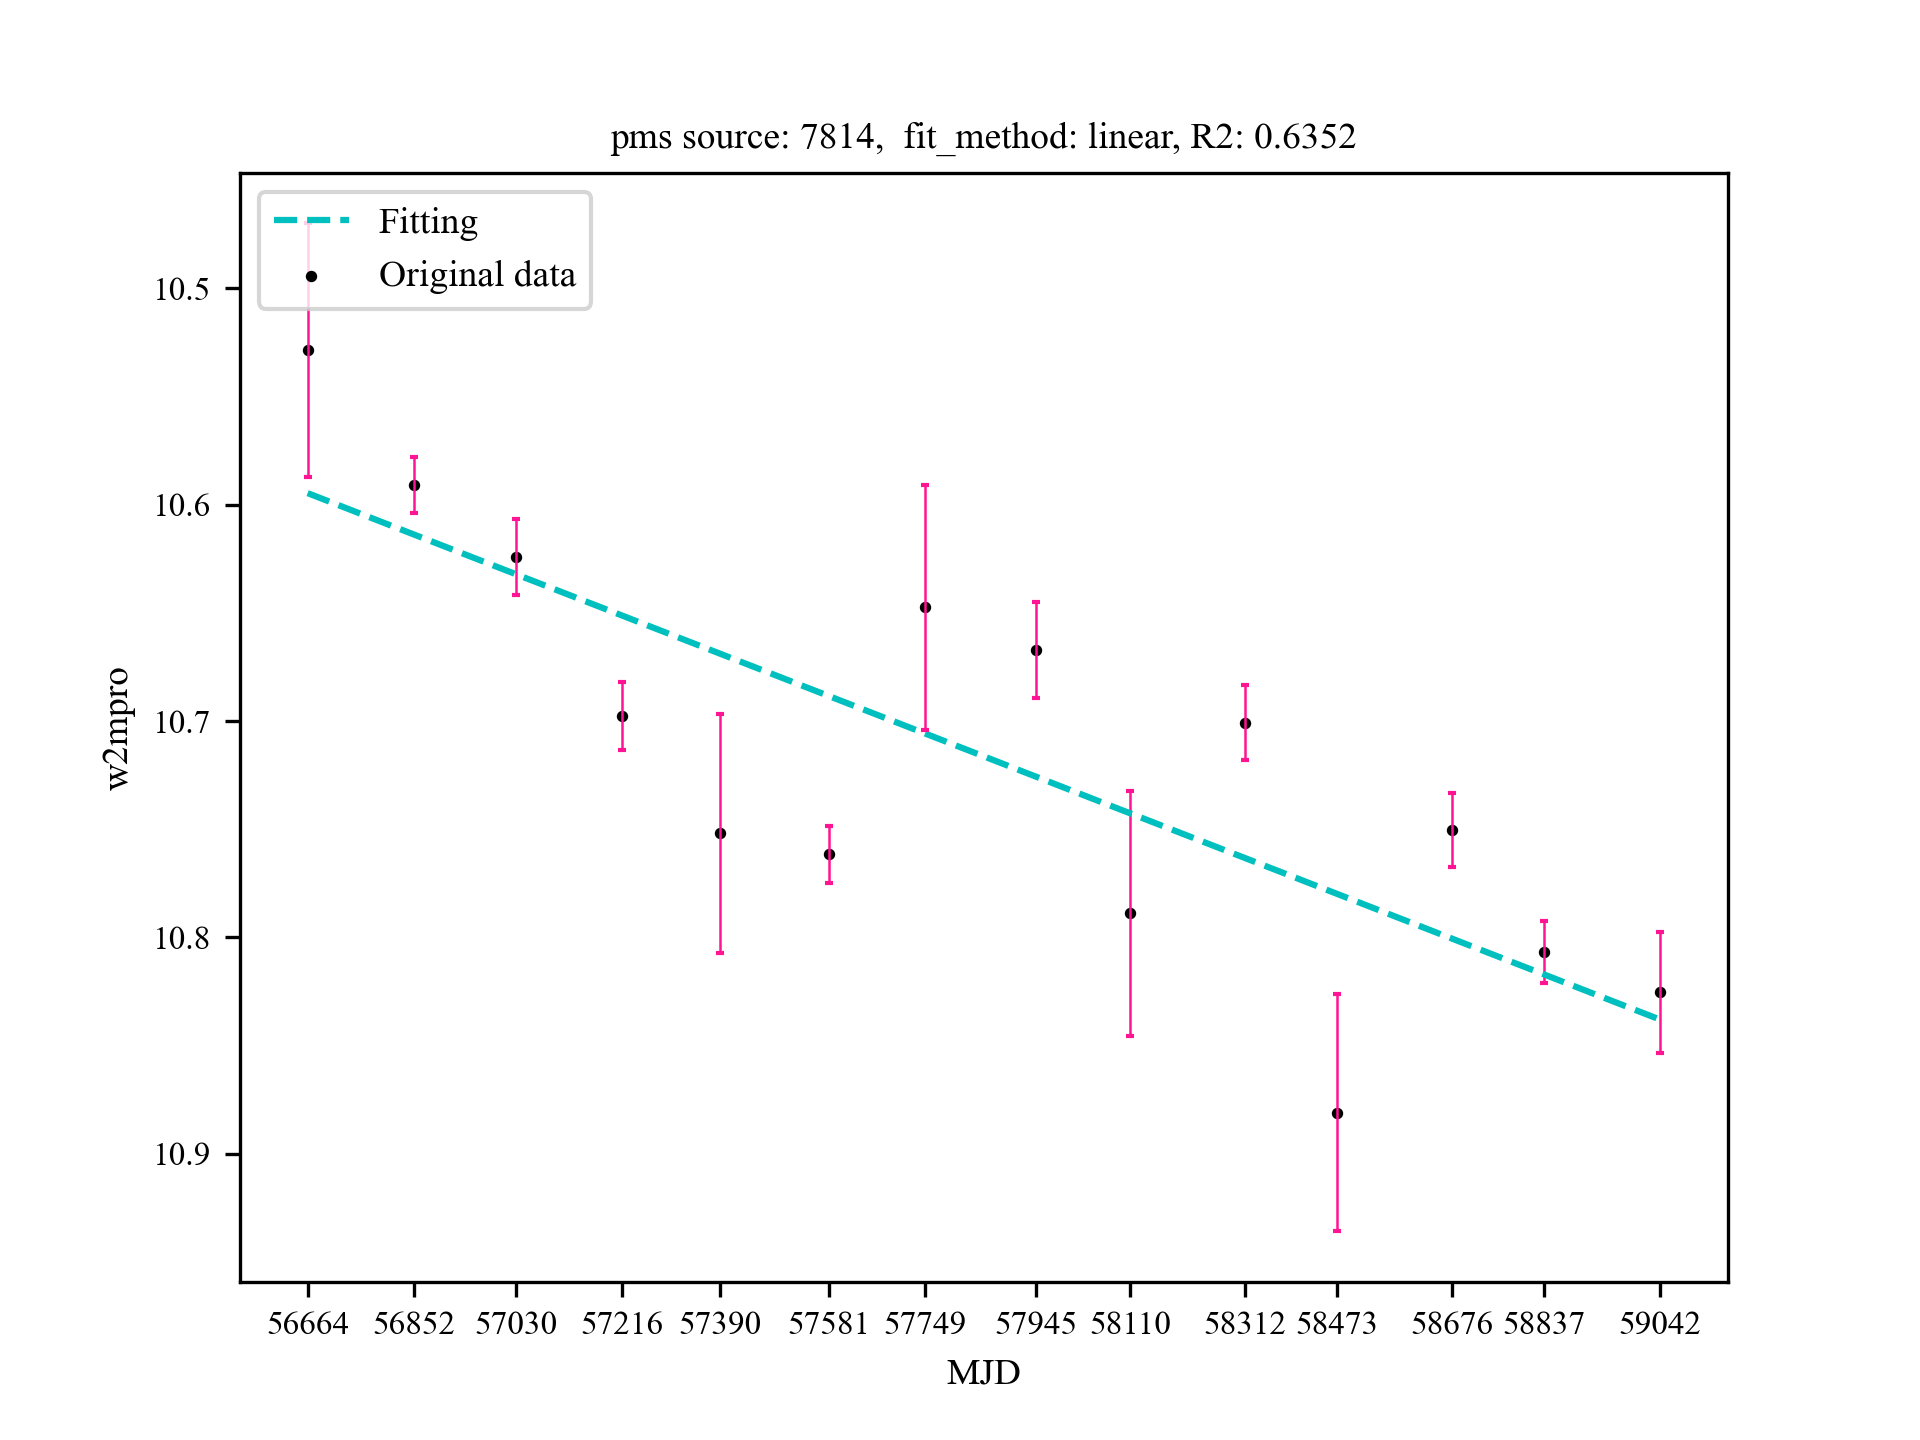 pms source: 7814,  fit_method: linear, R2: 0.6352
Fitting
Original data
10.5
10.6
10.7
10.8
10.9
w2mpro
56664 56852 57030 57216 57390 57581 57749 57945 58110 58312 58473 58676 58837 59042
MJD